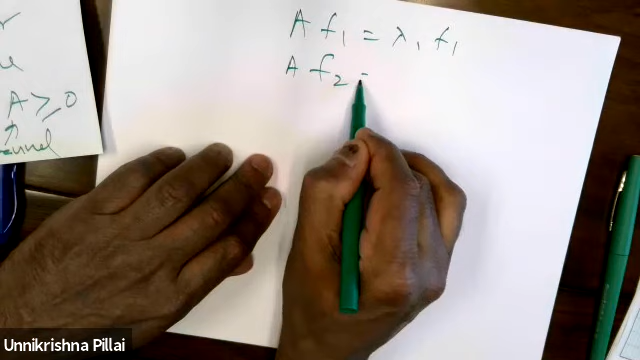 A f₁ = λ₁ f₁
A f₂ =
A ≥ 0
↑
Unnikrishna Pillai